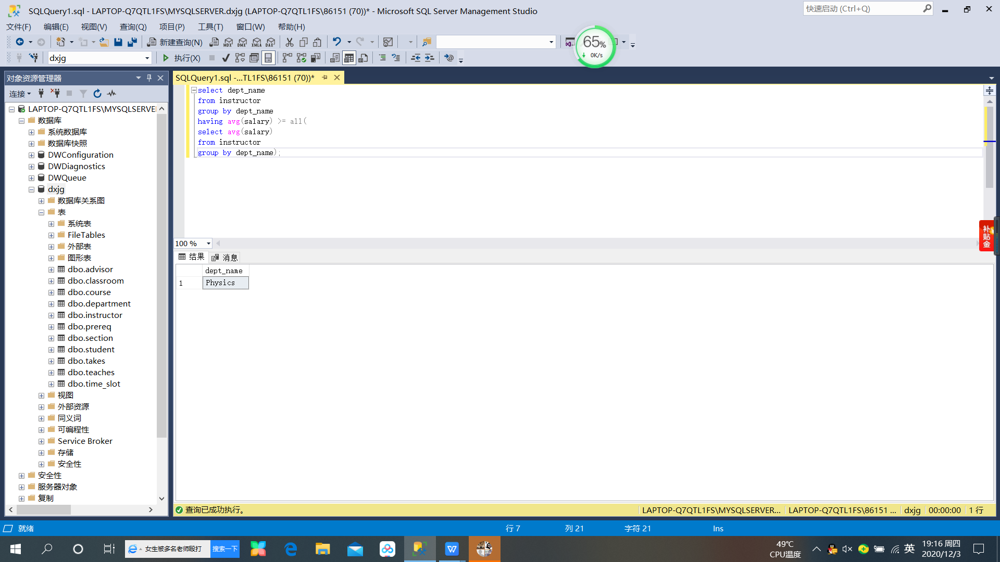 SQLQuery1.sql - LAPTOP-Q7QTL1FS\MYSQLSERVER.dxjg (LAPTOP-Q7QTL1FS\86151 (70))* - Microsoft SQL Server Management Studio
快速启动 (Ctrl+Q)
文件(F) 编辑(E) 视图(V) 查询(Q) 项目(P) 工具(T) 窗口(W) 帮助(H)
新建查询(N) MDX DMX XMLA DAX
65%
0K/s
dxjg 执行(X)
对象资源管理器
连接
LAPTOP-Q7QTL1FS\MYSQLSERVE
数据库
系统数据库
数据库快照
DWConfiguration
DWDiagnostics
DWQueue
dxjg
数据库关系图
表
系统表
FileTables
外部表
图形表
dbo.advisor
dbo.classroom
dbo.course
dbo.department
dbo.instructor
dbo.prereq
dbo.section
dbo.student
dbo.takes
dbo.teaches
dbo.time_slot
视图
外部资源
同义词
可编程性
Service Broker
存储
安全性
安全性
服务器对象
复制
SQLQuery1.sql -...TL1FS\86151 (70))*
select dept_name
from instructor
group by dept_name
having avg(salary) >= all(
select avg(salary)
from instructor
group by dept_name);
补贴金
100 %
结果 消息
dept_name
1 Physics
查询已成功执行。 LAPTOP-Q7QTL1FS\MYSQLSERVER... LAPTOP-Q7QTL1FS\86151 ... dxjg 00:00:00 1 行
就绪 行 7 列 21 字符 21 Ins
女生被多名老师殴打 搜索一下
49℃
CPU温度
英
19:16 周四
2020/12/3